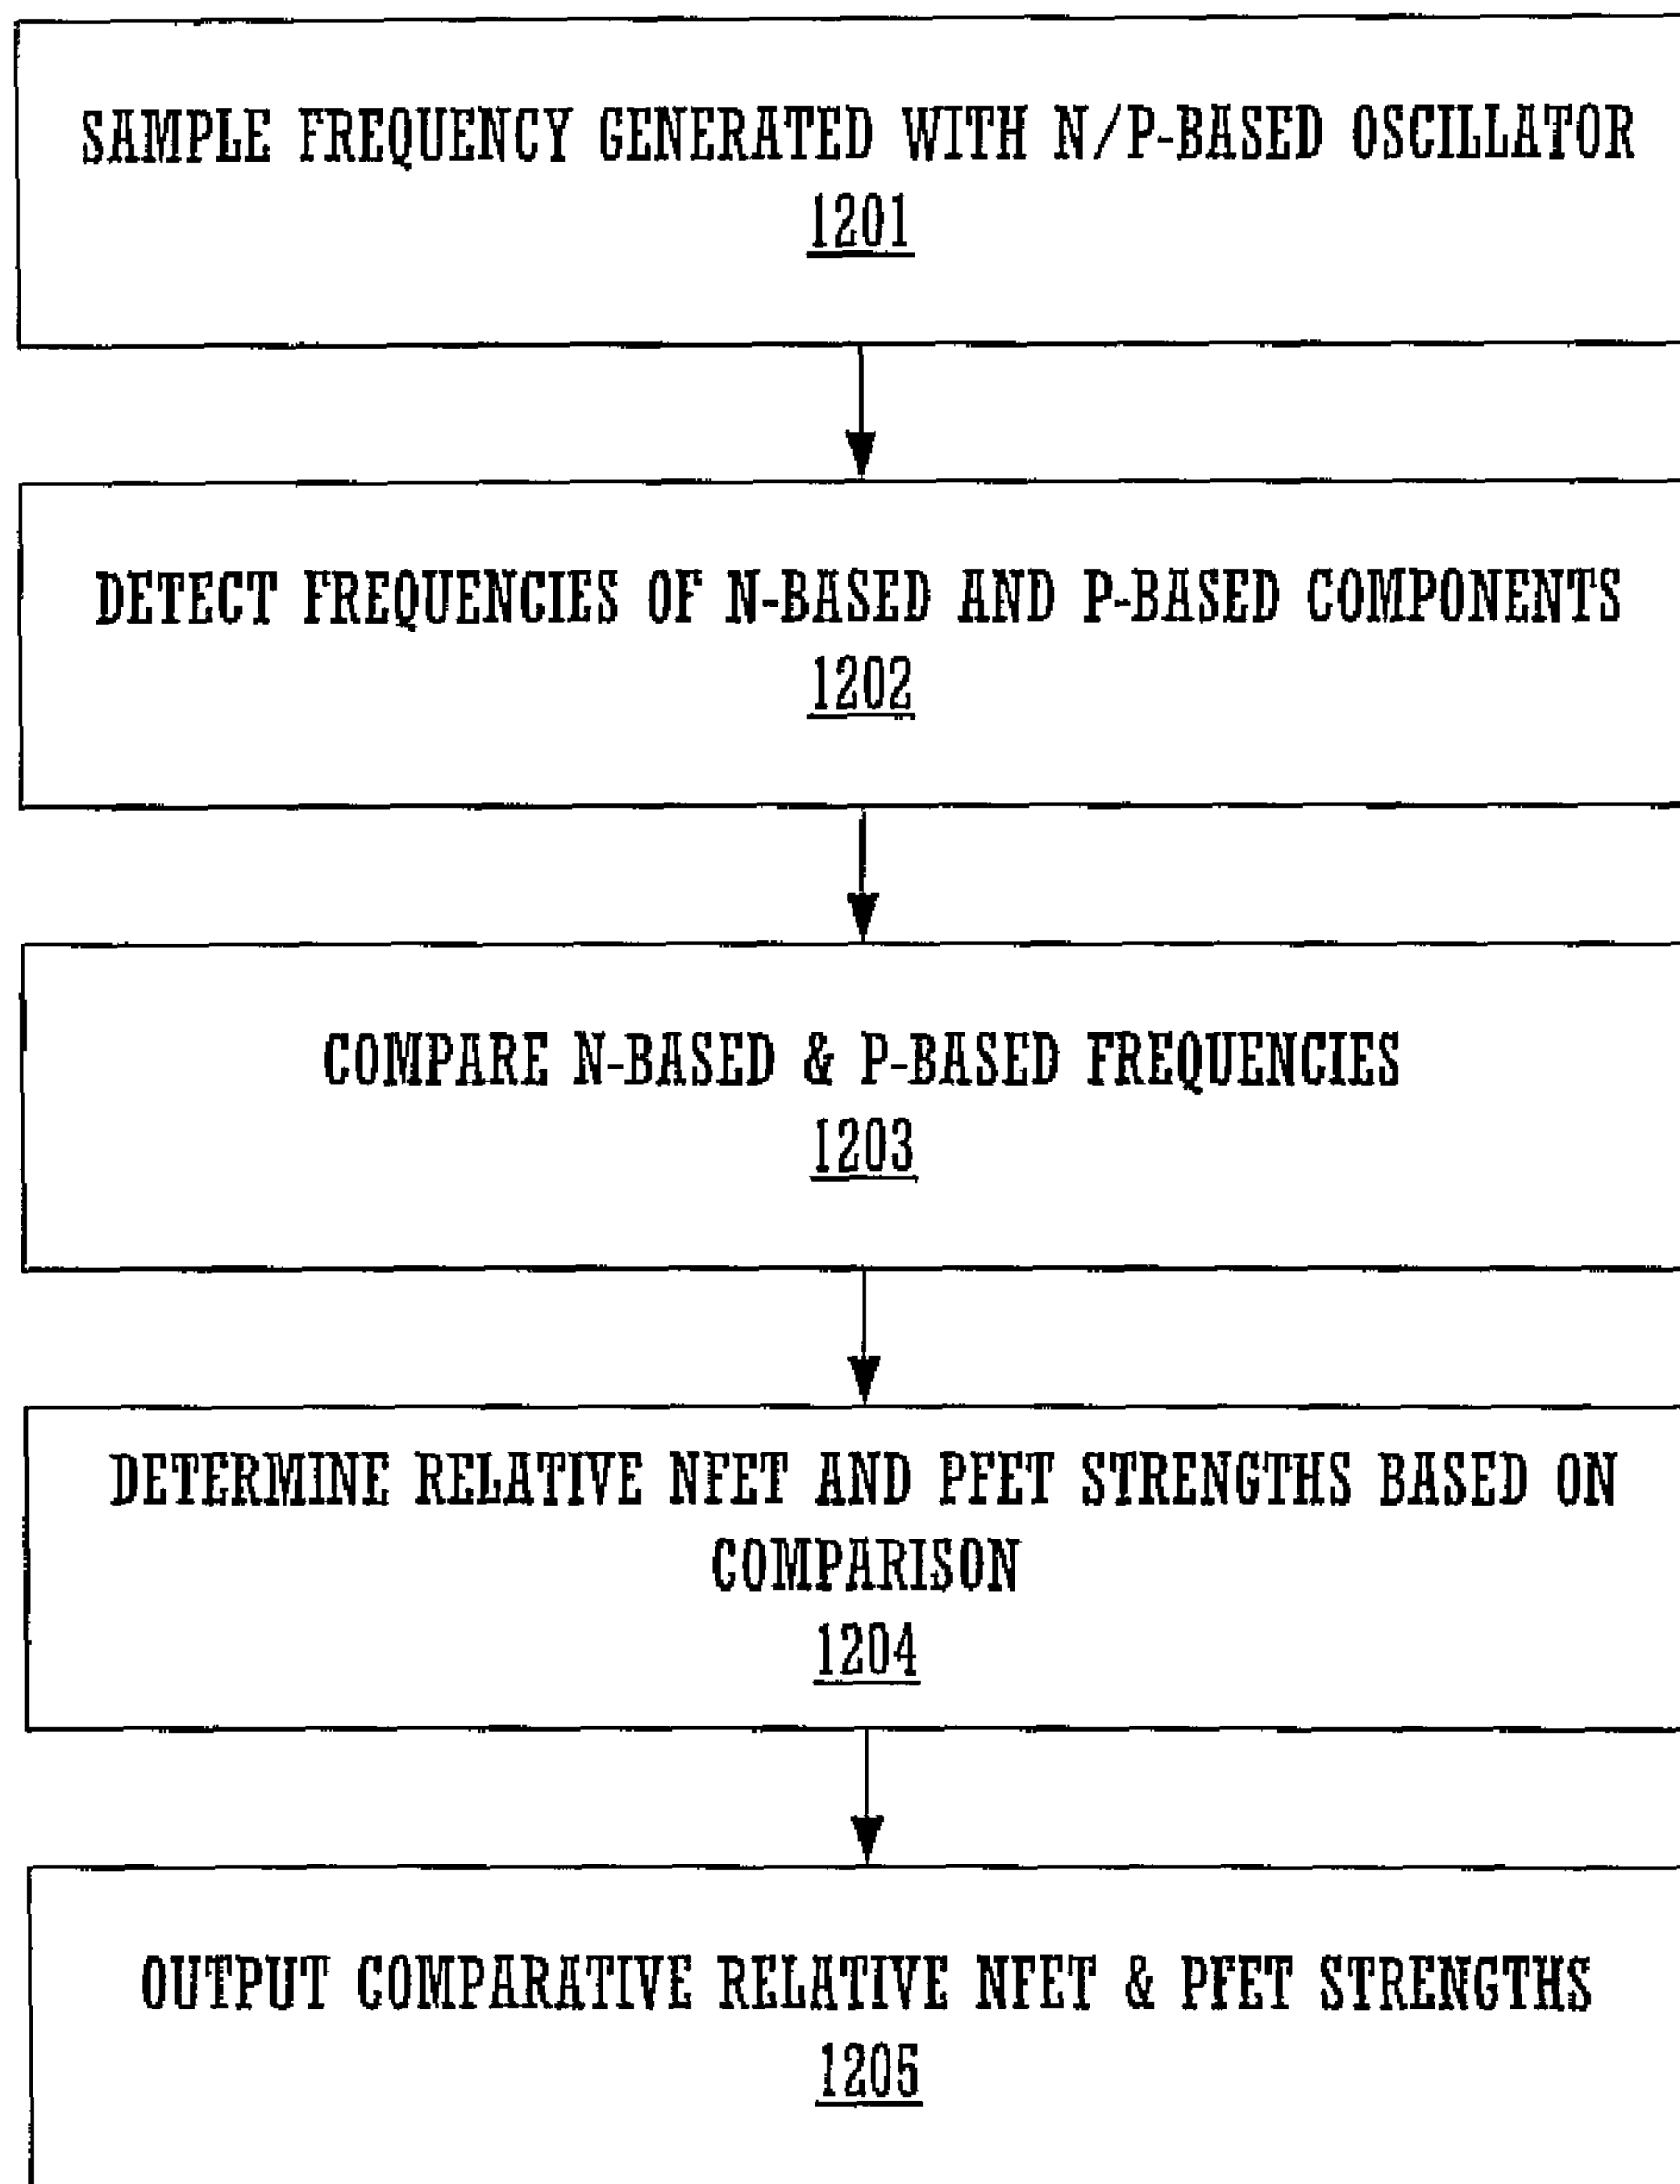 SAMPLE FREQUENCY GENERATED WITH N/P-BASED OSCILLATOR
1201
DETECT FREQUENCIES OF N-BASED AND P-BASED COMPONENTS
1202
COMPARE N-BASED & P-BASED FREQUENCIES
1203
DETERMINE RELATIVE NFET AND PFET STRENGTHS BASED ON
COMPARISON
1204
OUTPUT COMPARATIVE RELATIVE NFET & PFET STRENGTHS
1205